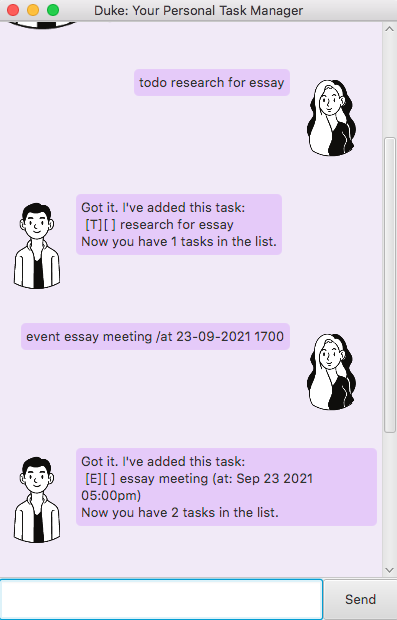 Duke: Your Personal Task Manager
todo research for essay
Got it. I've added this task:
[T][ ] research for essay
Now you have 1 tasks in the list.
event essay meeting /at 23-09-2021 1700
Got it. I've added this task:
[E][ ] essay meeting (at: Sep 23 2021
05:00pm)
Now you have 2 tasks in the list.
Send